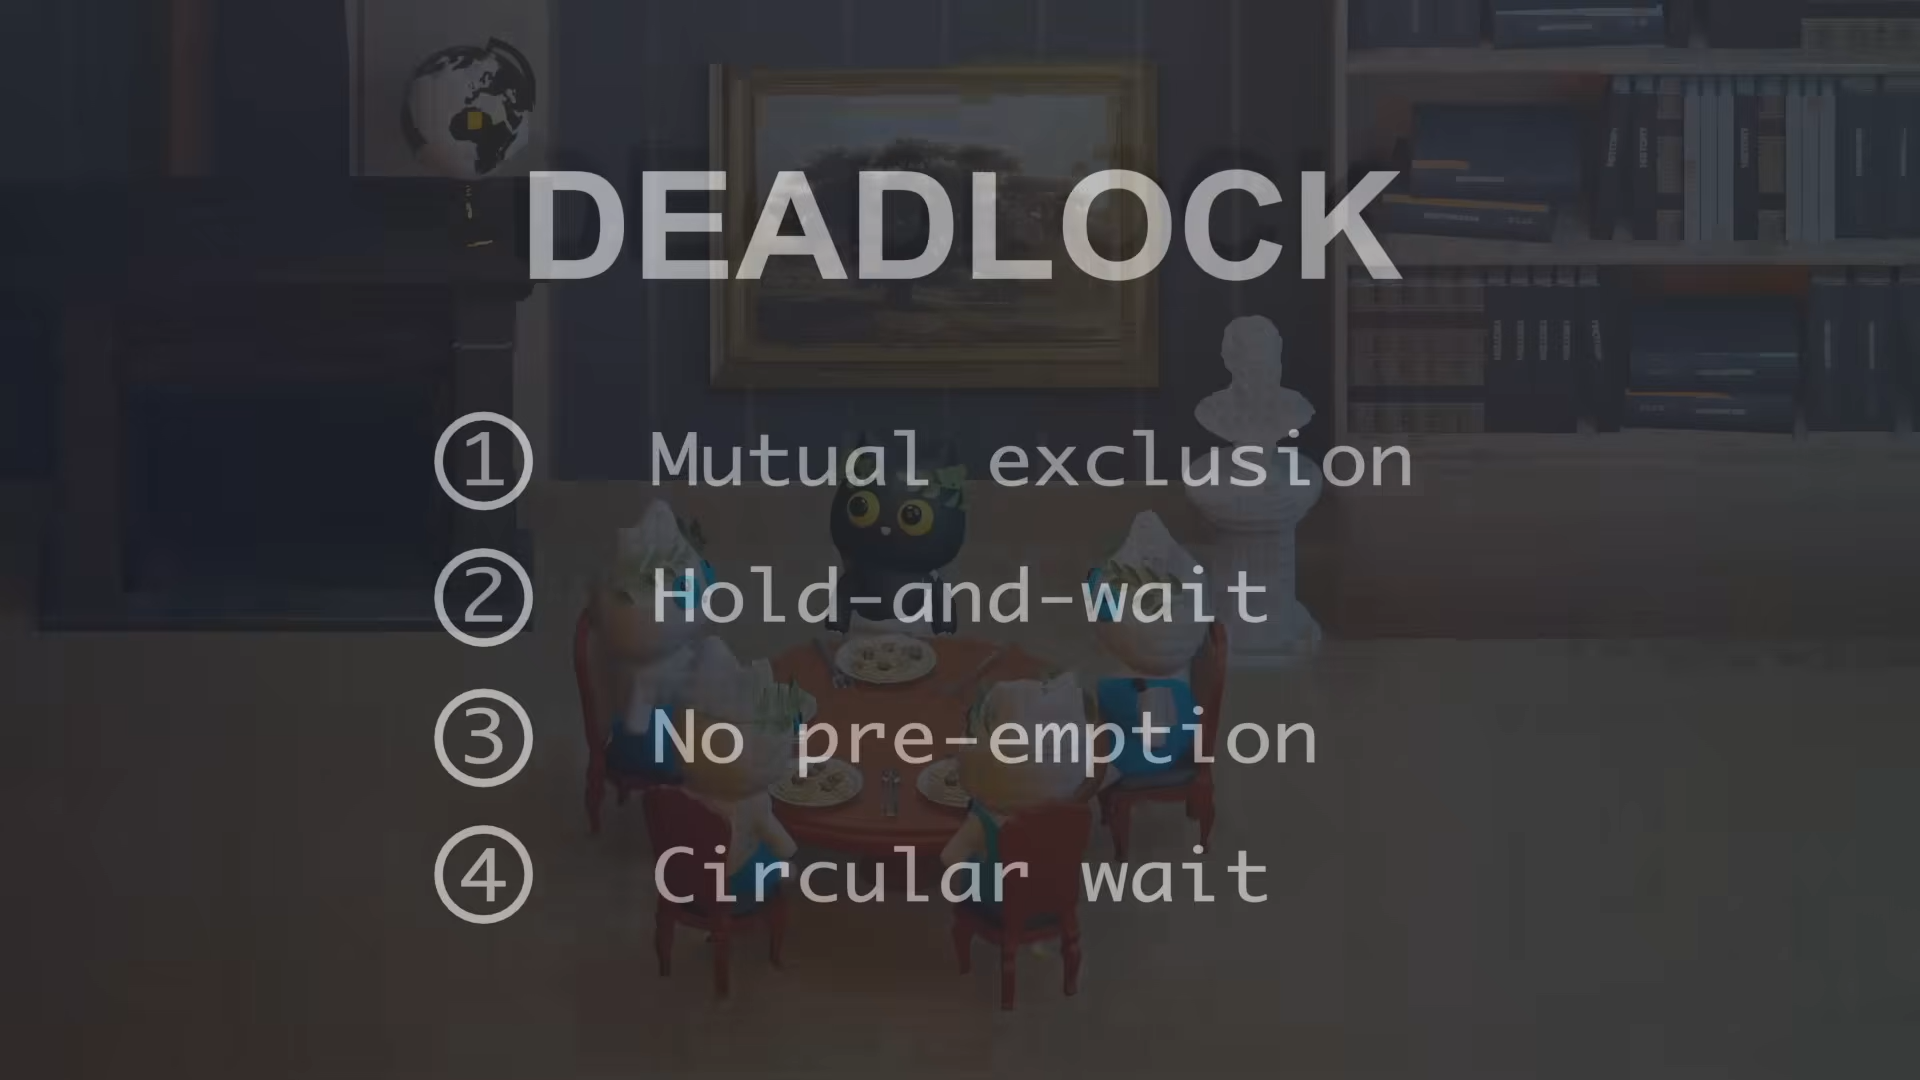 DEADLOCK
① Mutual exclusion
② Hold-and-wait
③ No pre-emption
④ Circular wait